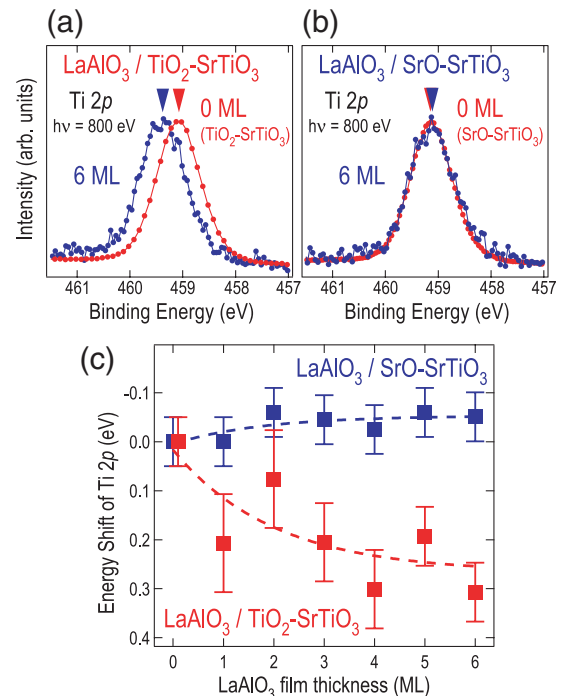 (a)
LaAlO3 / TiO2-SrTiO3
Ti 2p
hν = 800 eV
0 ML
(TiO2-SrTiO3)
6 ML
Intensity (arb. units)
461 460 459 458 457
Binding Energy (eV)
(b)
LaAlO3 / SrO-SrTiO3
Ti 2p
hν = 800 eV
0 ML
(SrO-SrTiO3)
6 ML
461 460 459 458 457
Binding Energy (eV)
(c)
LaAlO3 / SrO-SrTiO3
Energy Shift of Ti 2p (eV)
-0.1
0.0
0.1
0.2
0.3
0.4
LaAlO3 / TiO2-SrTiO3
0 1 2 3 4 5 6
LaAlO3 film thickness (ML)